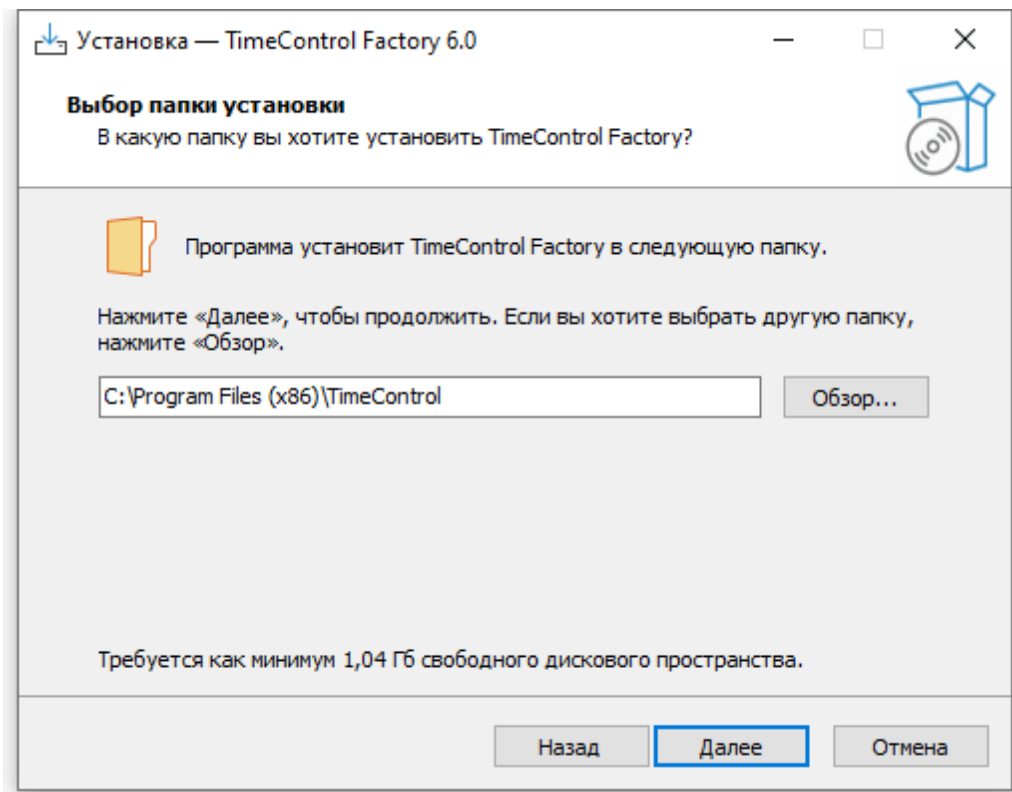 Установка — TimeControl Factory 6.0
Выбор папки установки
В какую папку вы хотите установить TimeControl Factory?
Программа установит TimeControl Factory в следующую папку.
Нажмите «Далее», чтобы продолжить. Если вы хотите выбрать другую папку,
нажмите «Обзор».
C:\Program Files (x86)\TimeControl
Обзор...
Требуется как минимум 1,04 Гб свободного дискового пространства.
Назад
Далее
Отмена